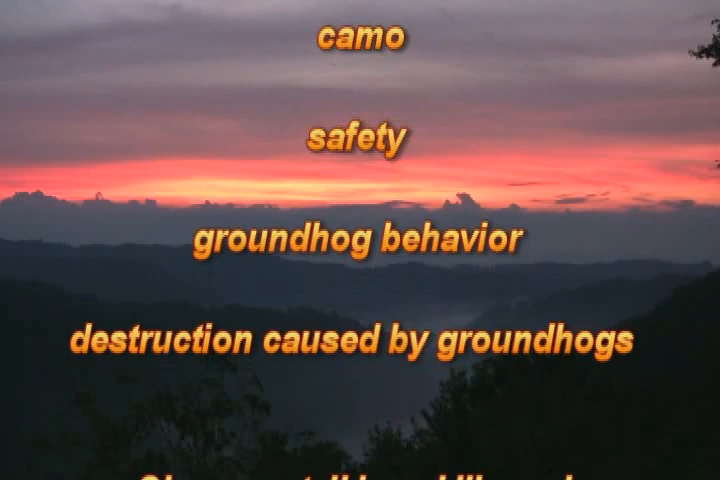 camo
safety
groundhog behavior
destruction caused by groundhogs